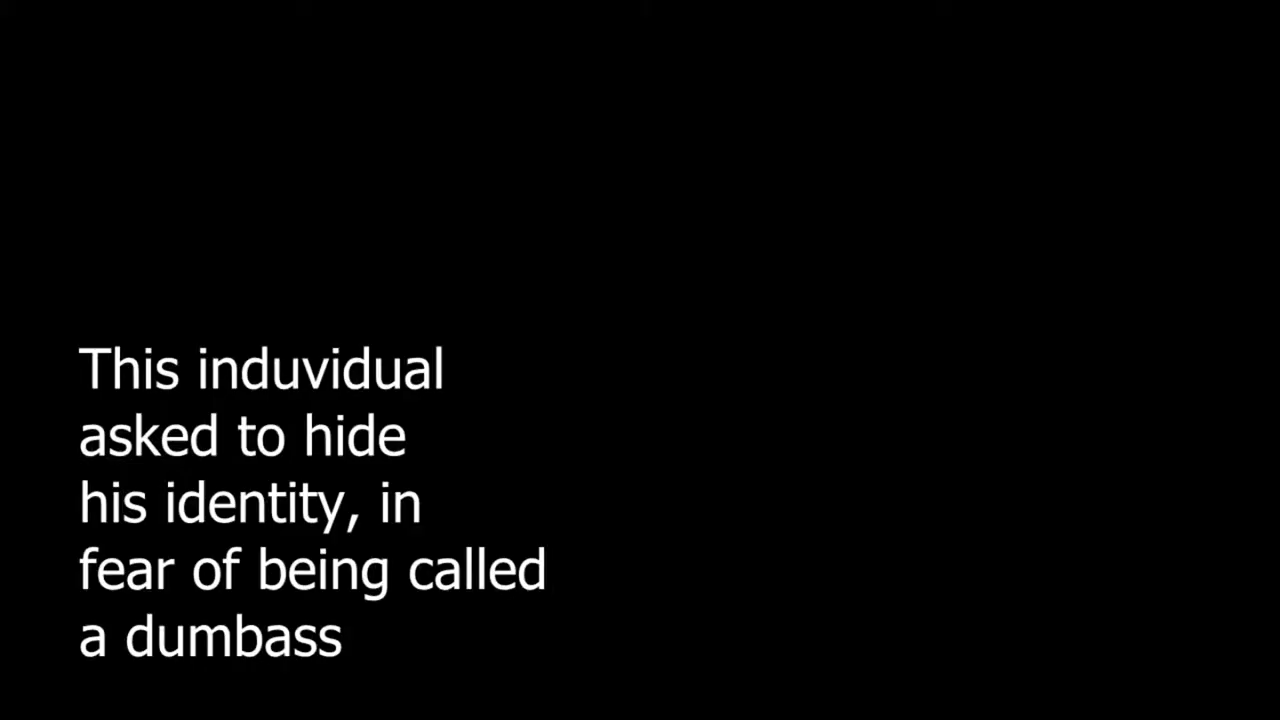 This induvidual
asked to hide
his identity, in
fear of being called
a dumbass